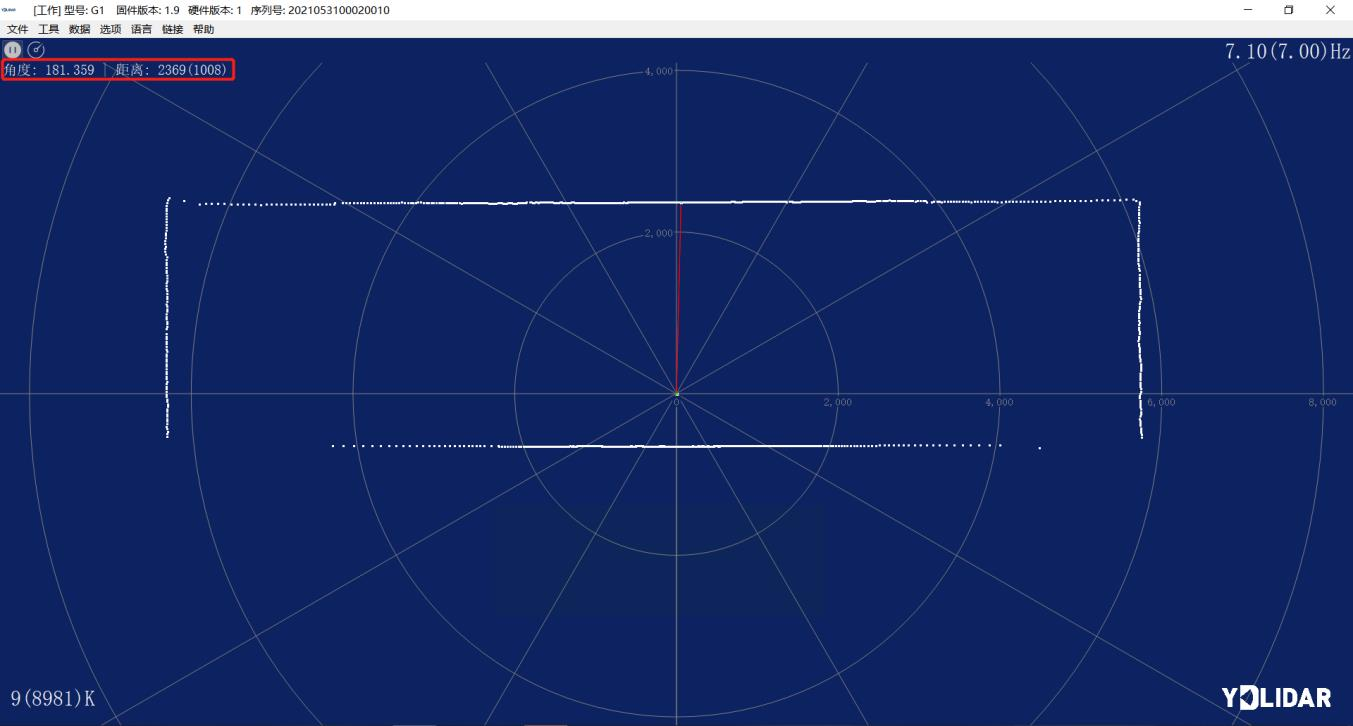 YDLIDAR [工作] 型号: G1 固件版本: 1.9 硬件版本: 1 序列号: 2021053100020010
文件 工具 数据 选项 语言 链接 帮助
7.10(7.00)Hz
角度: 181.359 距离: 2369(1008)
4,000
2,000
0 2,000 4,000 6,000 8,000
9(8981)K
YDLIDAR